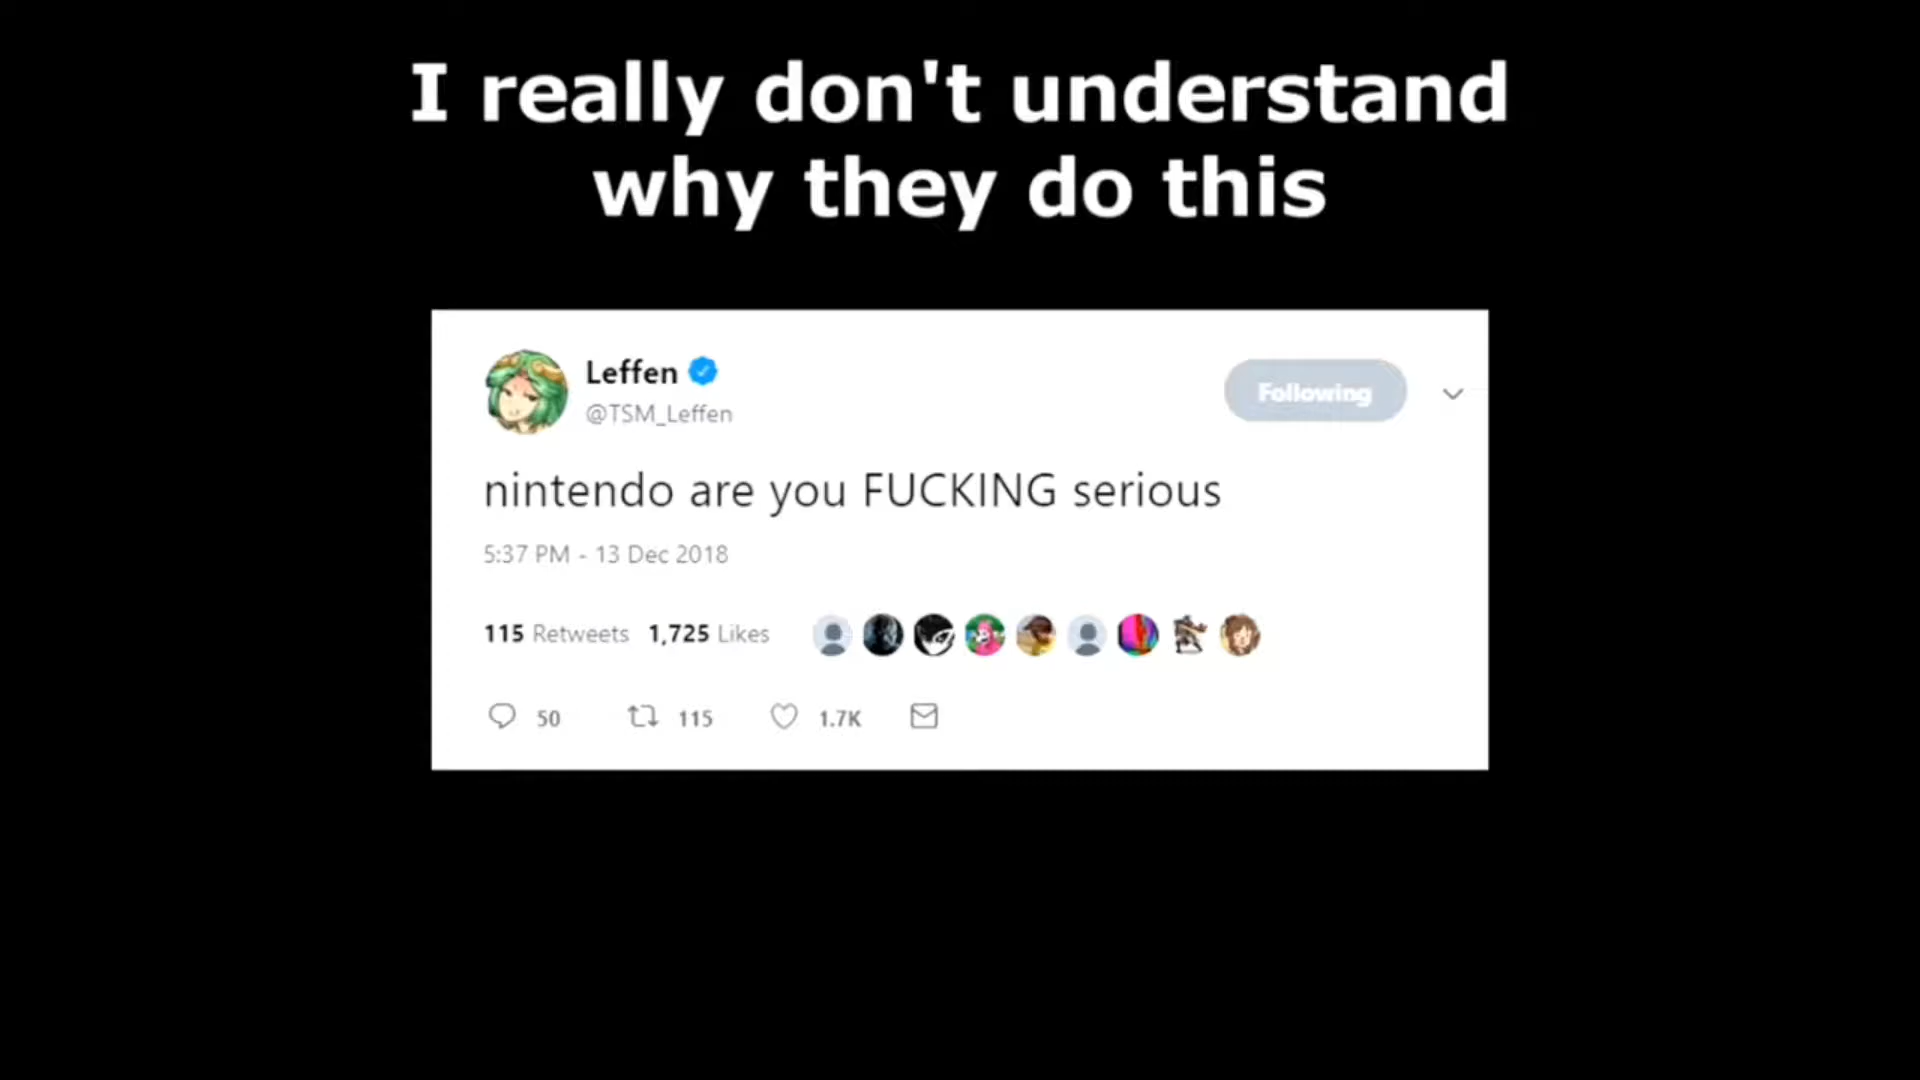 I really don't understand
why they do this
Leffen
@TSM_Leffen
Following
nintendo are you FUCKING serious
5:37 PM - 13 Dec 2018
115 Retweets 1,725 Likes
50 115 1.7K